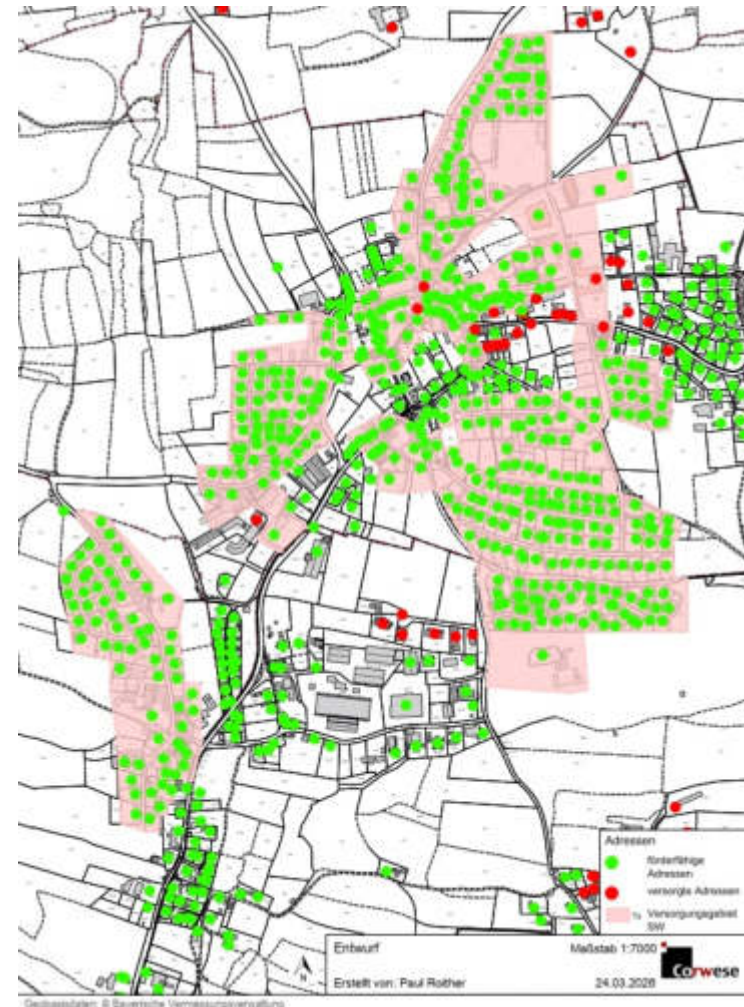 Adressen
förderfähige
Adressen
versorgte Adressen
Versorgungsgebiet
SW
Entwurf
Maßstab 1:7000
Corwese
Erstellt von: Paul Roither
24.03.2026
N
Geobasisdaten: © Bayerische Vermessungsverwaltung